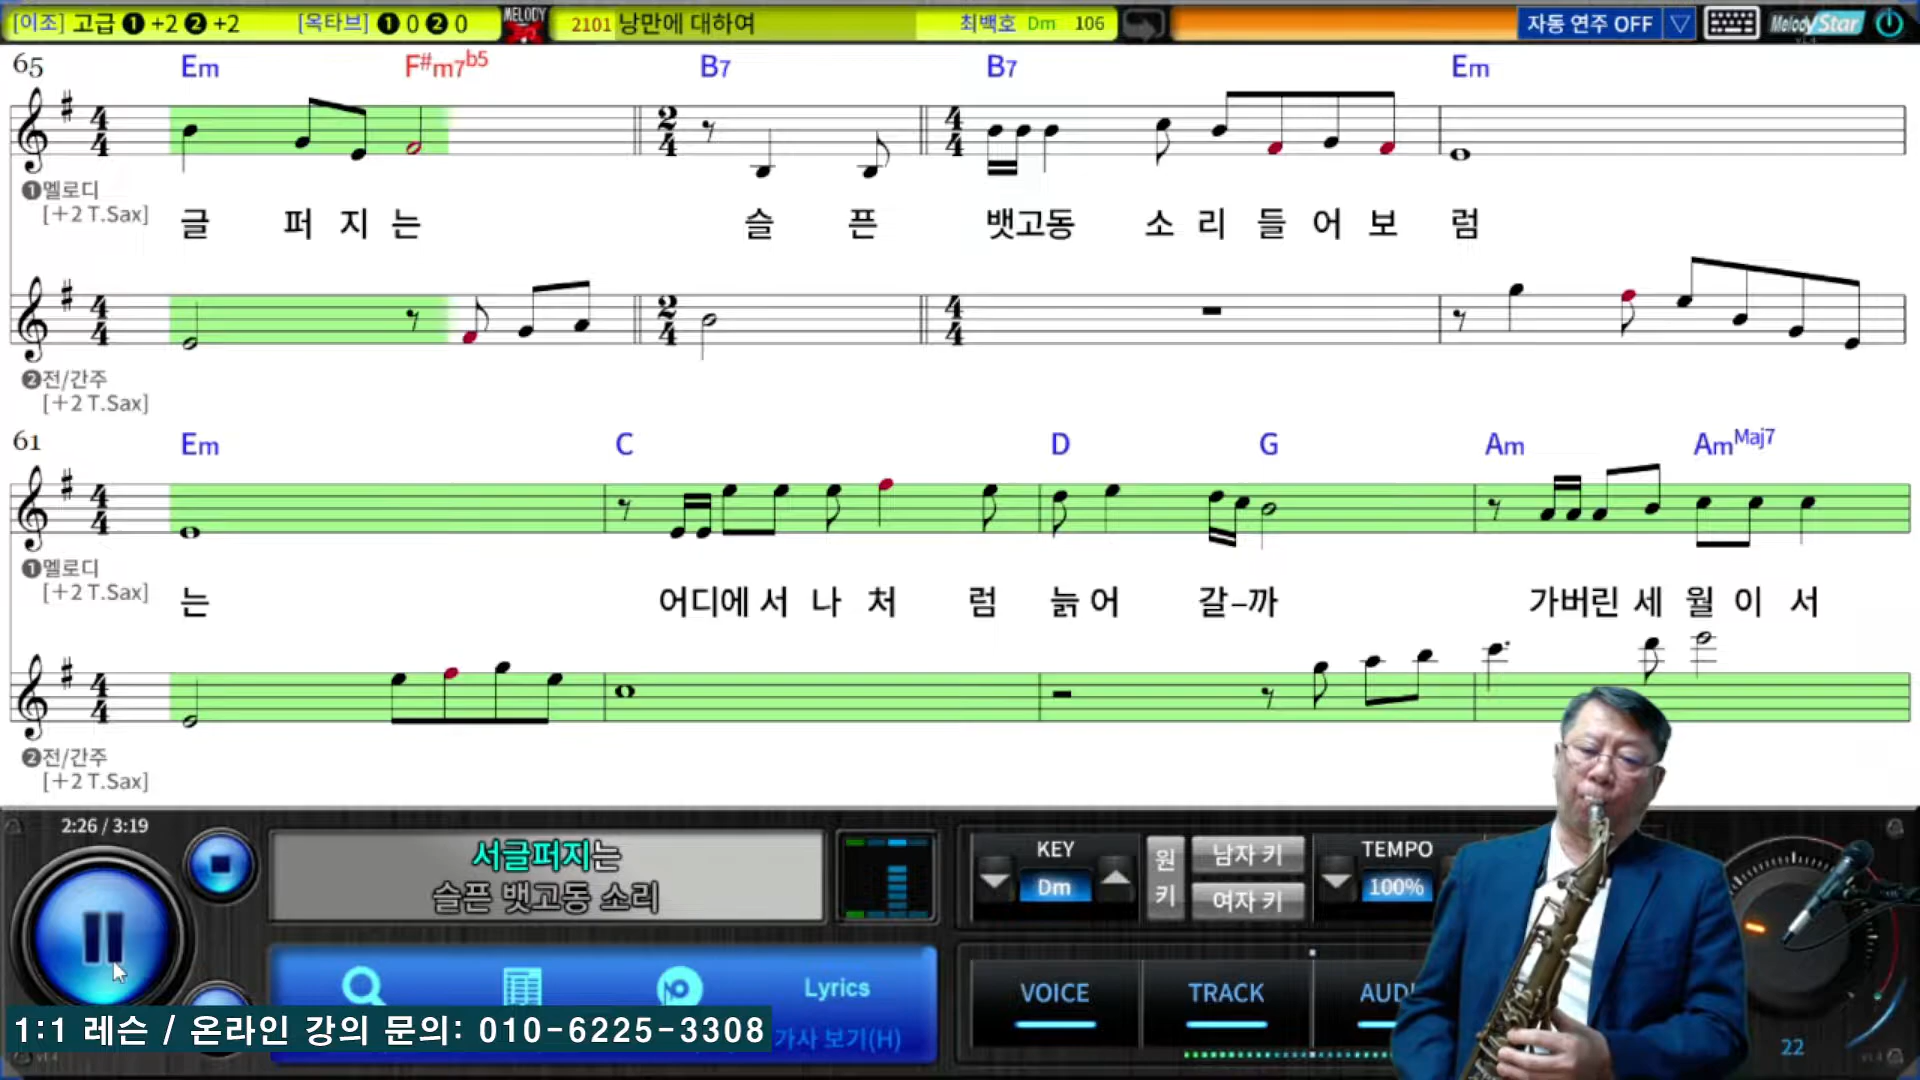 [이조] 고급 ❶ +2 ❷ +2 [옥타브] ❶ 0 ❷ 0 MELODY 2101 낭만에 대하여 최백호 Dm 106 자동 연주 OFF MelodyStar
65 Em F#m7b5 B7 B7 Em
❶멜로디
[+2 T.Sax] 글 퍼 지 는 슬 픈 뱃고동 소 리 들 어 보 럼
❷전/간주
[+2 T.Sax]
61 Em C D G Am AmMaj7
❶멜로디
[+2 T.Sax] 는 어디에 서 나 처 럼 늙 어 갈-까 가버린 세 월 이 서
❷전/간주
[+2 T.Sax]
2:26 / 3:19
서글퍼지는
슬픈 뱃고동 소리
KEY
Dm
원키
남자 키
여자 키
TEMPO
100%
Lyrics
가사 보기(H)
VOICE TRACK AUDI
22
1:1 레슨 / 온라인 강의 문의: 010-6225-3308